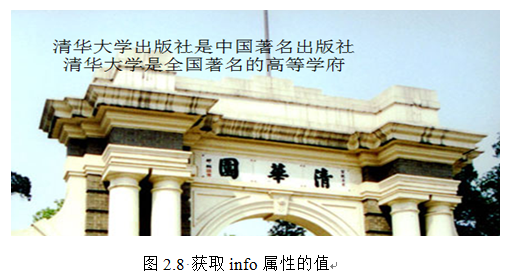 清华大学出版社是中国著名出版社
清华大学是全国著名的高等学府
清華園
图 2.8 获取 info 属性的值